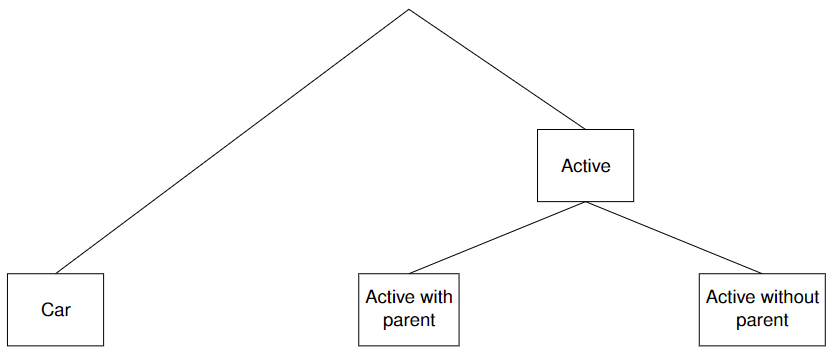 Active
Car
Active with
parent
Active without
parent